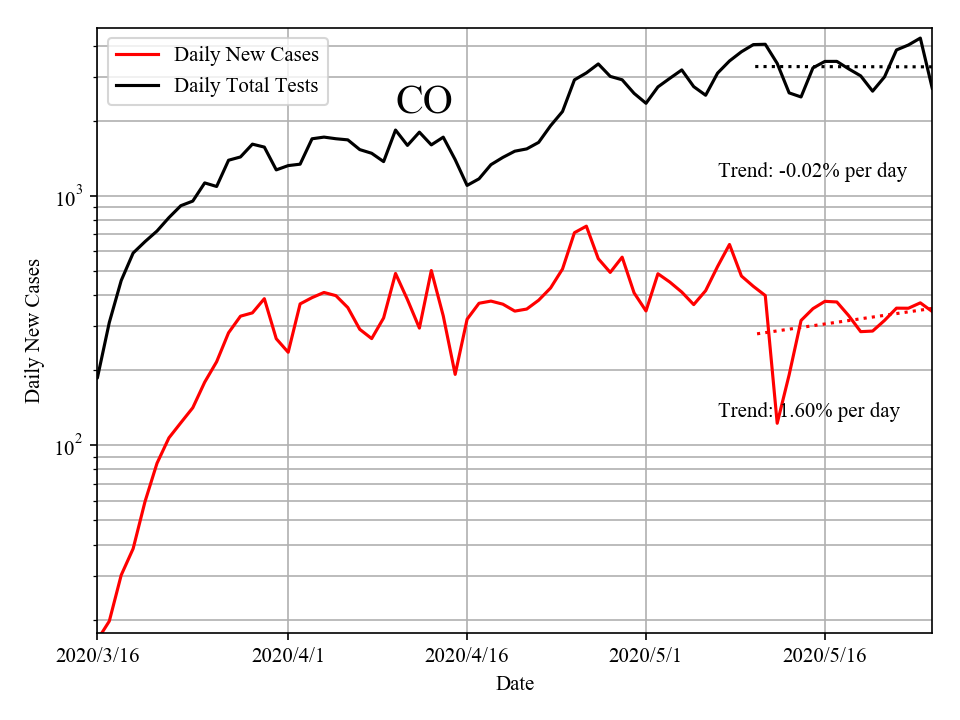 Daily New Cases
Daily Total Tests
CO
Trend: -0.02% per day
10³
Daily New Cases
Trend: 1.60% per day
10²
2020/3/16
2020/4/1
2020/4/16
2020/5/1
2020/5/16
Date